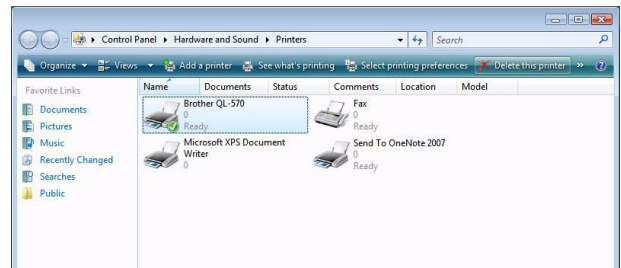 Control Panel ▸ Hardware and Sound ▸ Printers
Search
Organize Views Add a printer See what's printing Select printing preferences Delete this printer »
Favorite Links
Documents
Pictures
Music
Recently Changed
Searches
Public
Name Documents Status Comments Location Model
Brother QL-570
0
Ready
Fax
0
Ready
Microsoft XPS Document
Writer
0
Send To OneNote 2007
0
Ready